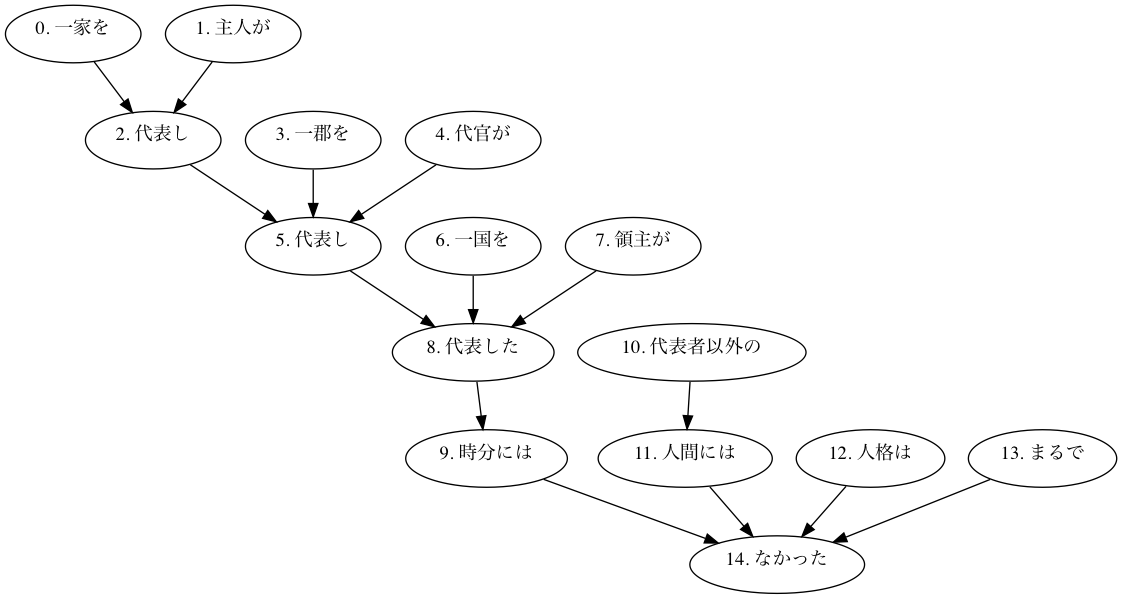 0. 一家を
1. 主人が
2. 代表し
3. 一郡を
4. 代官が
5. 代表し
6. 一国を
7. 領主が
8. 代表した
10. 代表者以外の
9. 時分には
11. 人間には
12. 人格は
13. まるで
14. なかった